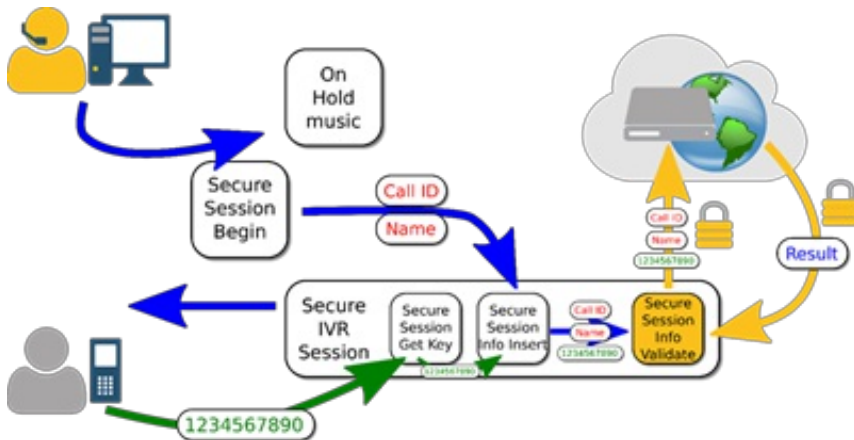 On
Hold
music
Secure
Session
Begin
Call ID
Name
Call ID
Name
1234567890
Result
Secure
IVR
Session
Secure
Session
Get Key
1234567890
Secure
Session
Info Insert
Call ID
Name
1234567890
Secure
Session
Info
Validate
1234567890